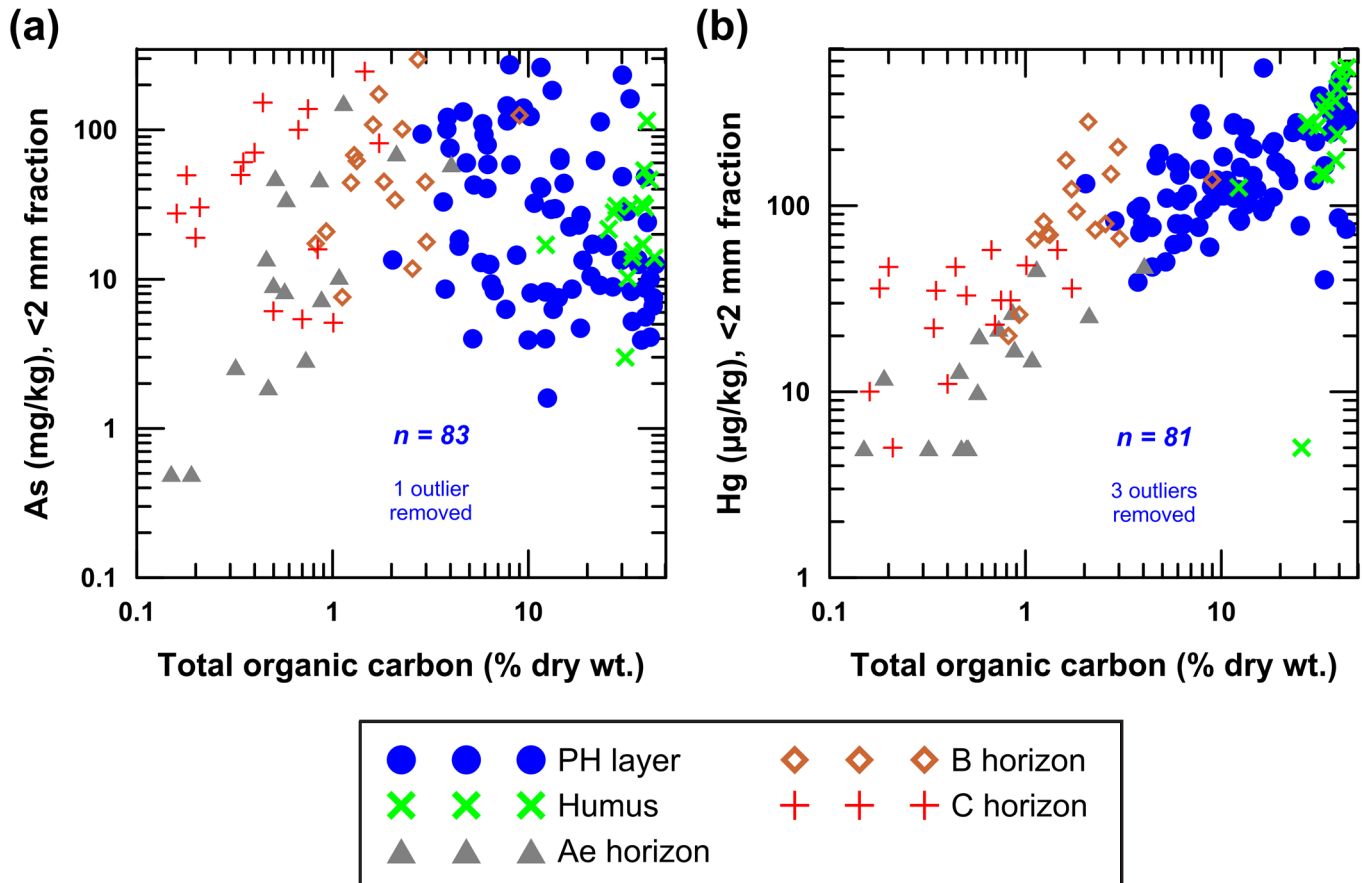 (a)
As (mg/kg), <2 mm fraction
100
10
1
0.1
n = 83
1 outlier
removed
0.1
1
10
Total organic carbon (% dry wt.)
(b)
Hg (µg/kg), <2 mm fraction
100
10
1
n = 81
3 outliers
removed
0.1
1
10
Total organic carbon (% dry wt.)
PH layer
Humus
Ae horizon
B horizon
C horizon